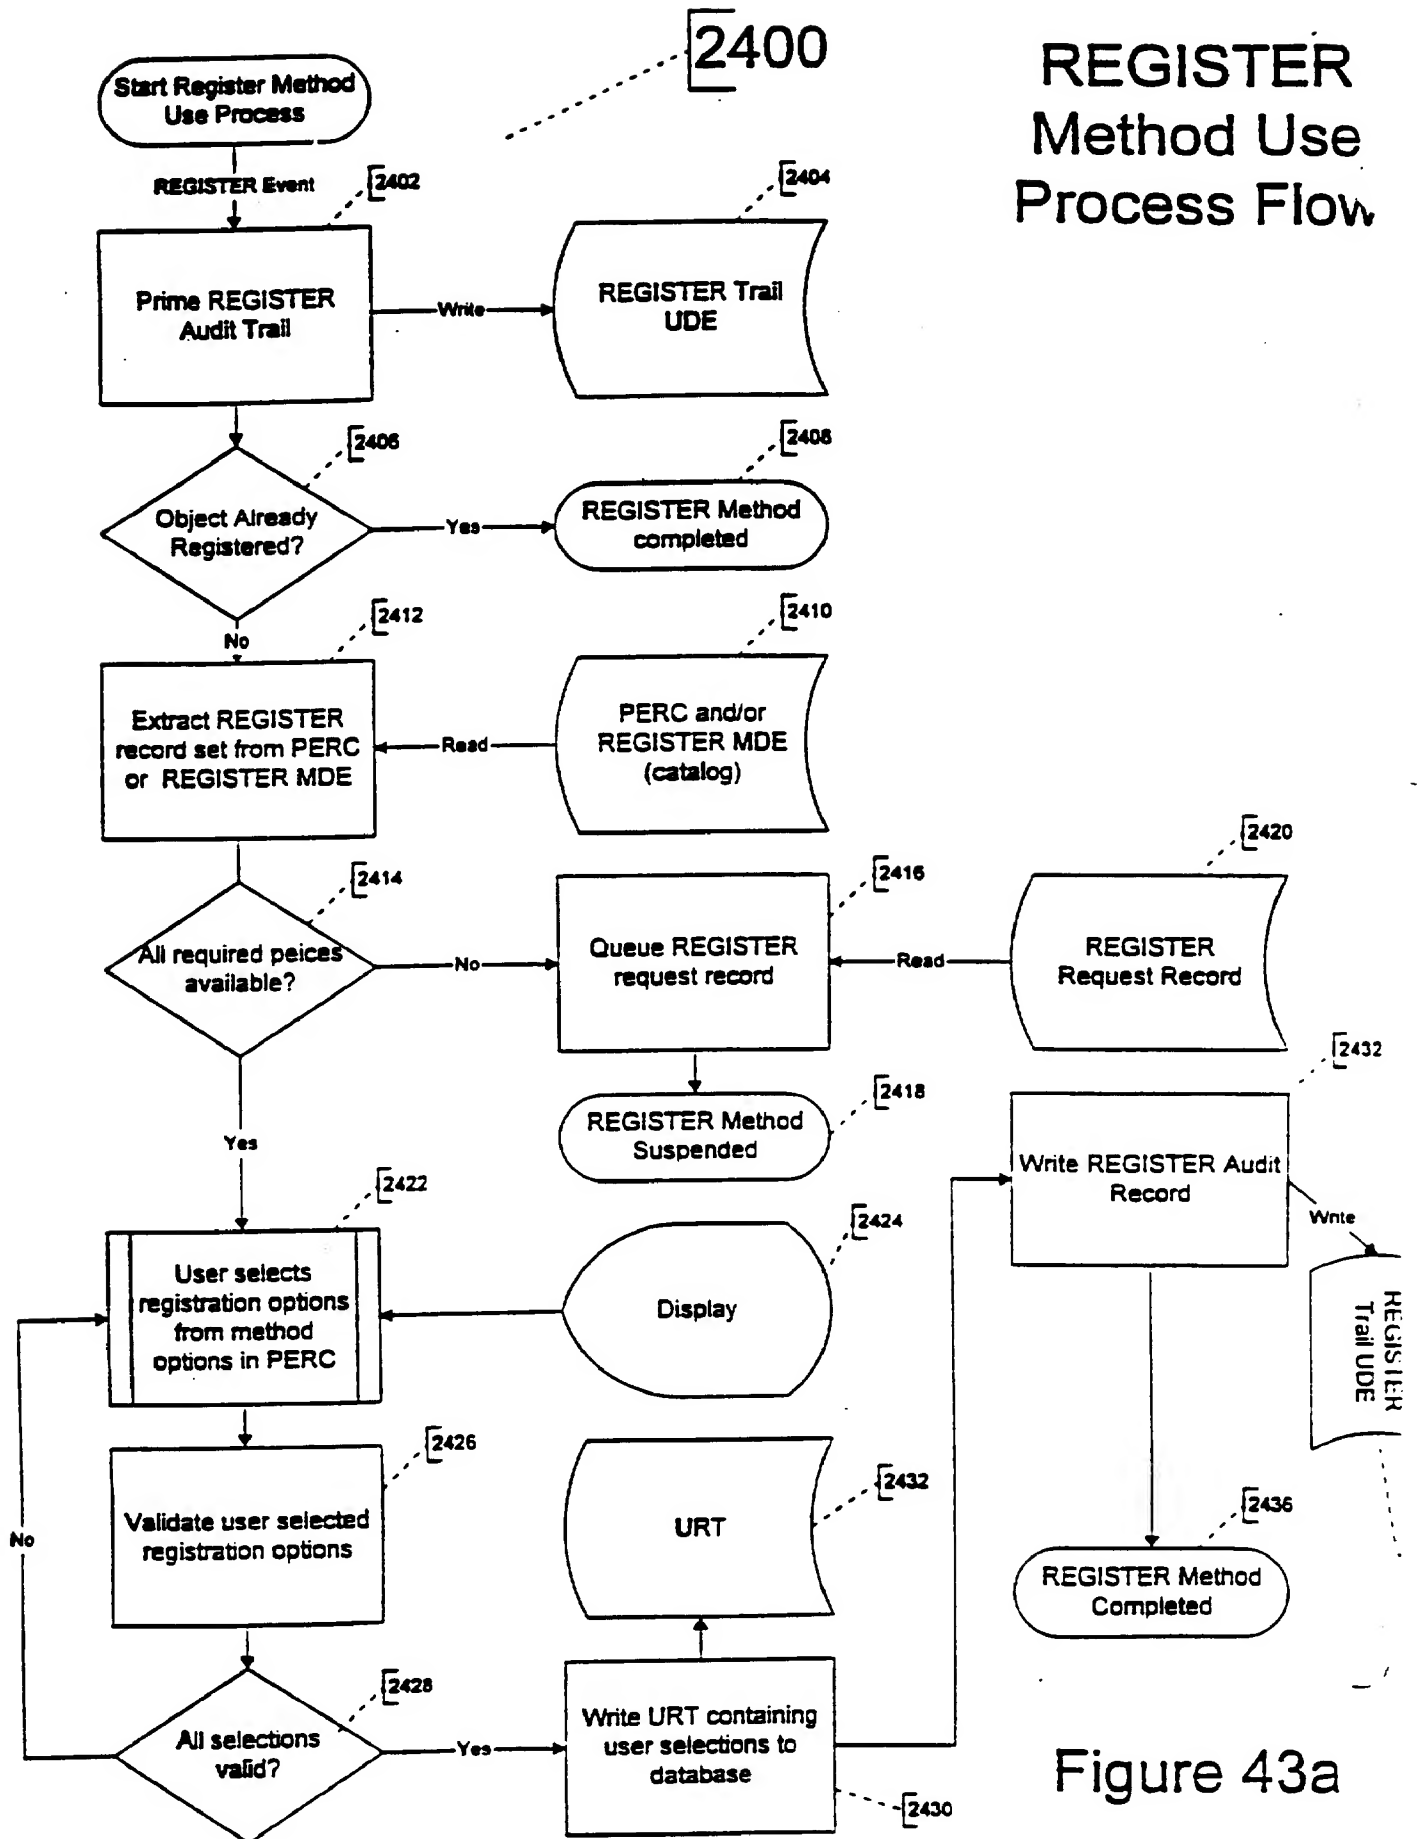 2400
REGISTER
Method Use
Process Flow
Start Register Method
Use Process
REGISTER Event
2402
2404
Prime REGISTER
Audit Trail
Write
REGISTER Trail
UDE
2406
2408
Object Already
Registered?
Yes
REGISTER Method
completed
No
2412
2410
Extract REGISTER
record set from PERC
or REGISTER MDE
Read
PERC and/or
REGISTER MDE
(catalog)
2414
2416
2420
All required peices
available?
No
Queue REGISTER
request record
Read
REGISTER
Request Record
2418
2432
REGISTER Method
Suspended
Yes
Write REGISTER Audit
Record
Write
2422
2424
User selects
registration options
from method
options in PERC
Display
REGISTER
Trail UDE
2426
2432
2436
Validate user selected
registration options
URT
REGISTER Method
Completed
No
2428
All selections
valid?
Yes
Write URT containing
user selections to
database
2430
Figure 43a